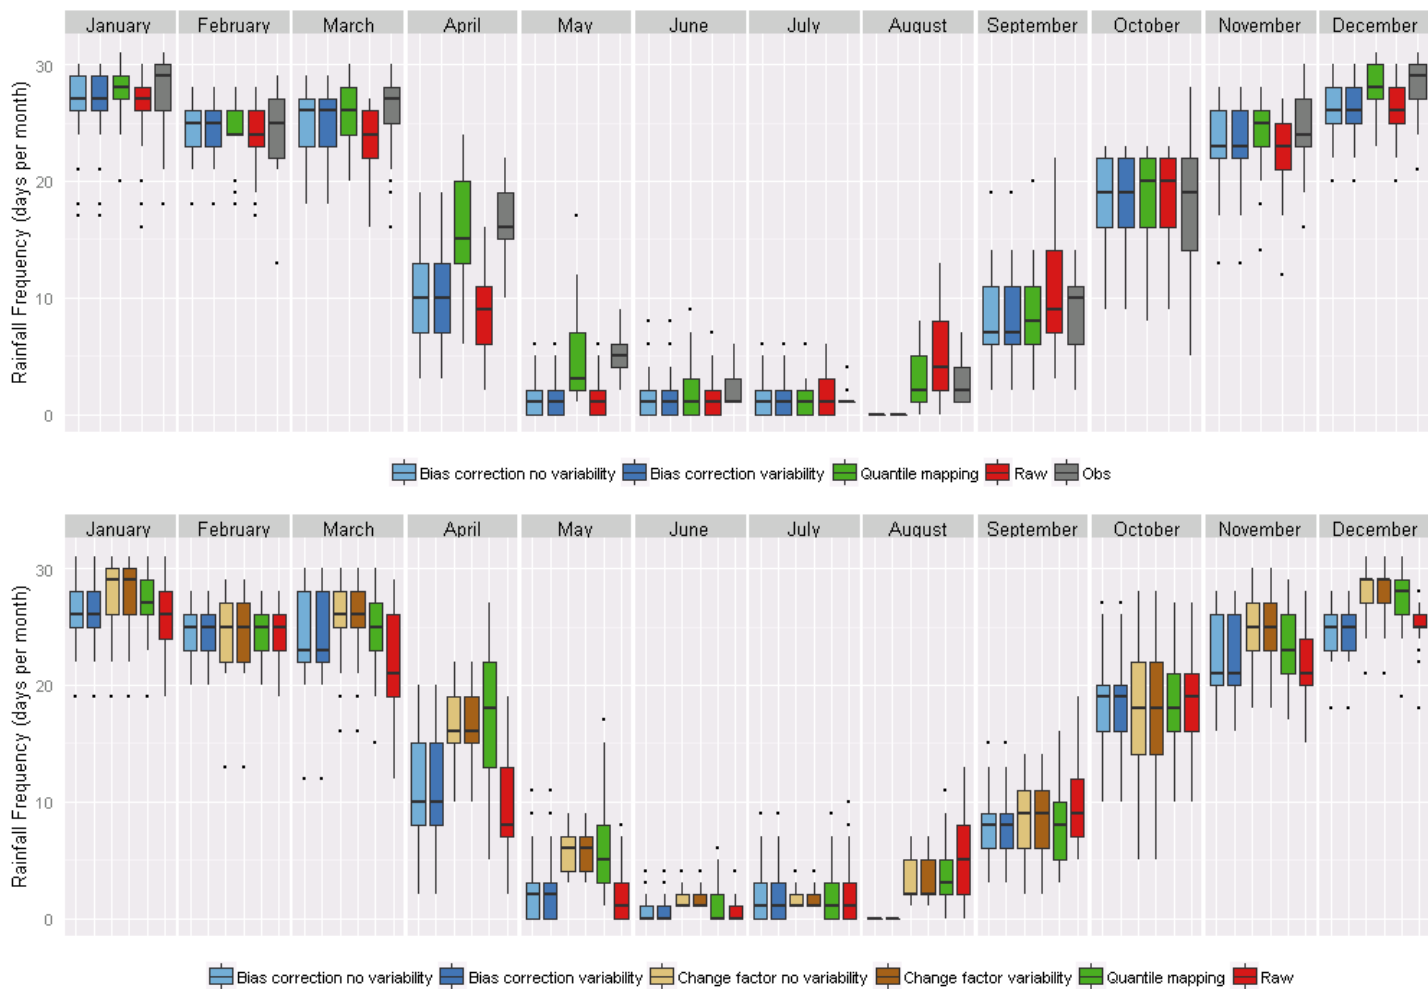 January February March April May June July August September October November December
Rainfall Frequency (days per month)
30
20
10
0
Bias correction no variability Bias correction variability Quantile mapping Raw Obs
January February March April May June July August September October November December
Rainfall Frequency (days per month)
30
20
10
0
Bias correction no variability Bias correction variability Change factor no variability Change factor variability Quantile mapping Raw